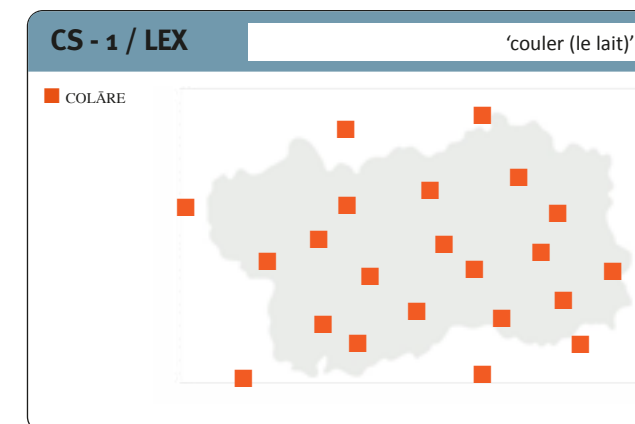 CS - 1 / LEX
‘couler (le lait)’
COLĀRE